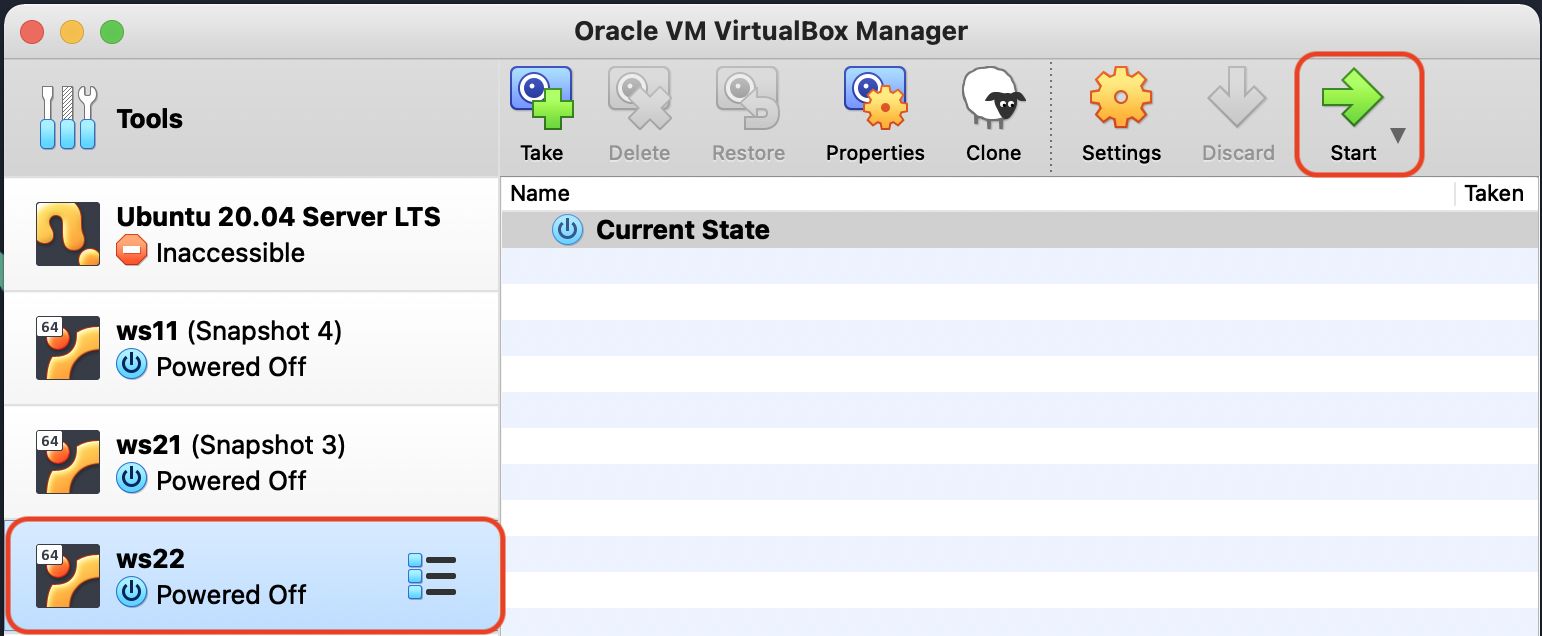 Oracle VM VirtualBox Manager
Tools
Take
Delete
Restore
Properties
Clone
Settings
Discard
Start
Name
Taken
Current State
Ubuntu 20.04 Server LTS
Inaccessible
64
ws11 (Snapshot 4)
Powered Off
64
ws21 (Snapshot 3)
Powered Off
64
ws22
Powered Off